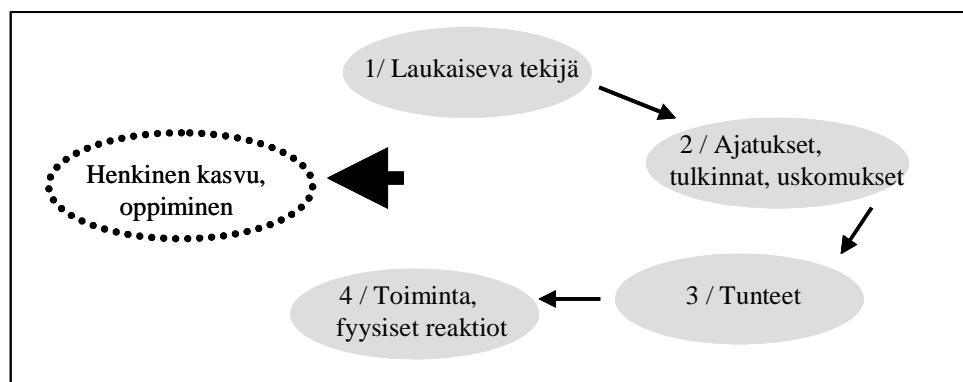 1/ Laukaiseva tekijä
2 / Ajatukset,
tulkinnat, uskomukset
Henkinen kasvu,
oppiminen
3 / Tunteet
4 / Toiminta,
fyysiset reaktiot